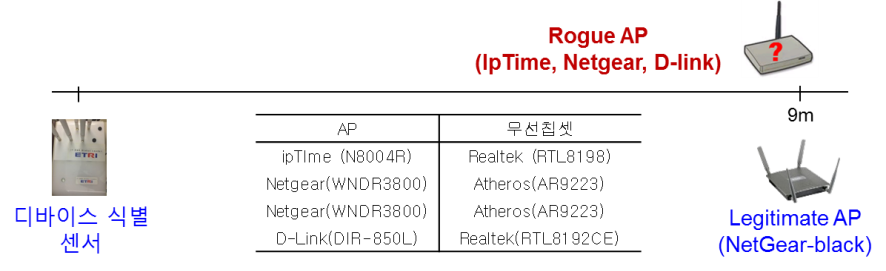 Rogue AP
(IpTime, Netgear, D-link)
?
9m
AP 무선칩셋
ipTIme (N8004R) Realtek (RTL8198)
Netgear(WNDR3800) Atheros(AR9223)
Netgear(WNDR3800) Atheros(AR9223)
D-Link(DIR-850L) Realtek(RTL8192CE)
ETRI
디바이스 식별
센서
Legitimate AP
(NetGear-black)